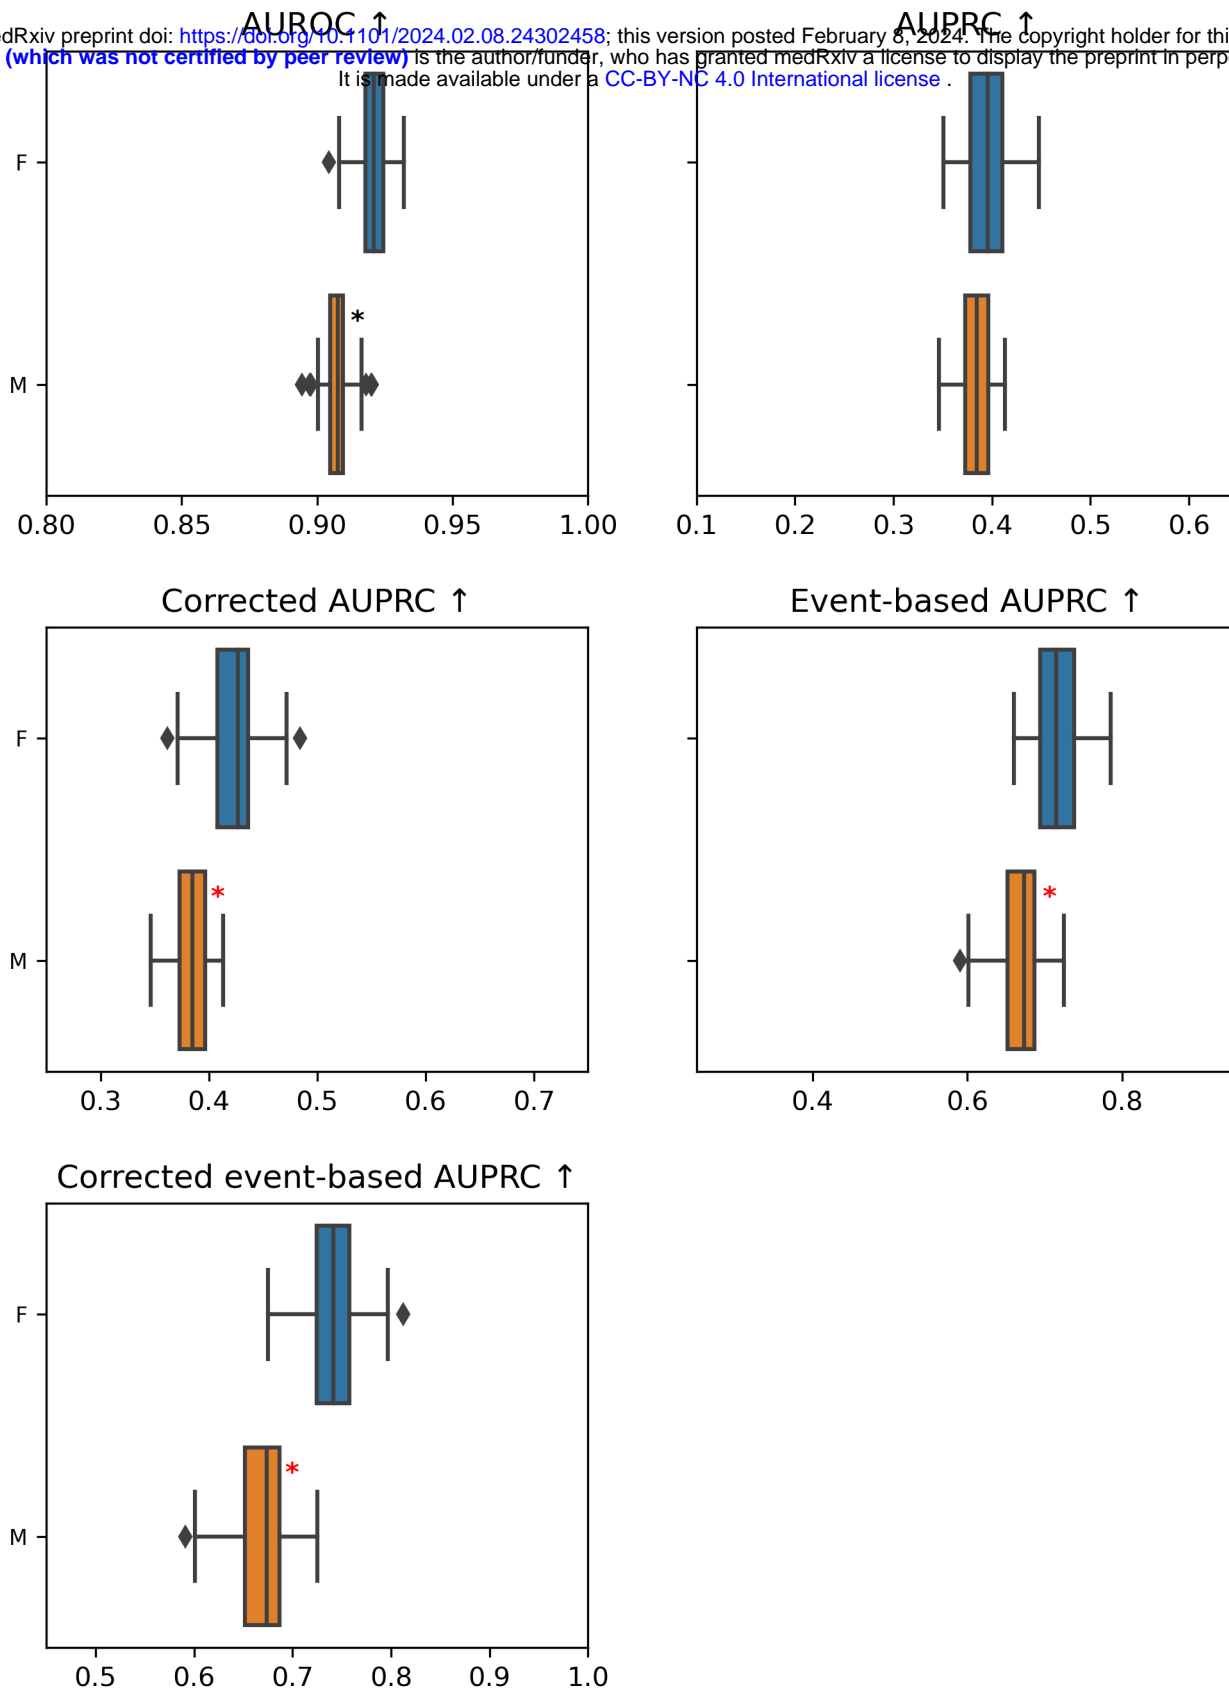 AUROC ↑ AUPRC ↑
edRxiv preprint doi: https://doi.org/10.1101/2024.02.08.24302458; this version posted February 8, 2024. The copyright holder for thi
(which was not certified by peer review) is the author/funder, who has granted medRxiv a license to display the preprint in perp
It is made available under a CC-BY-NC 4.0 International license .
F
*
M
0.80 0.85 0.90 0.95 1.00 0.1 0.2 0.3 0.4 0.5 0.6
Corrected AUPRC ↑ Event-based AUPRC ↑
F
* *
M
0.3 0.4 0.5 0.6 0.7 0.4 0.6 0.8
Corrected event-based AUPRC ↑
F
*
M
0.5 0.6 0.7 0.8 0.9 1.0